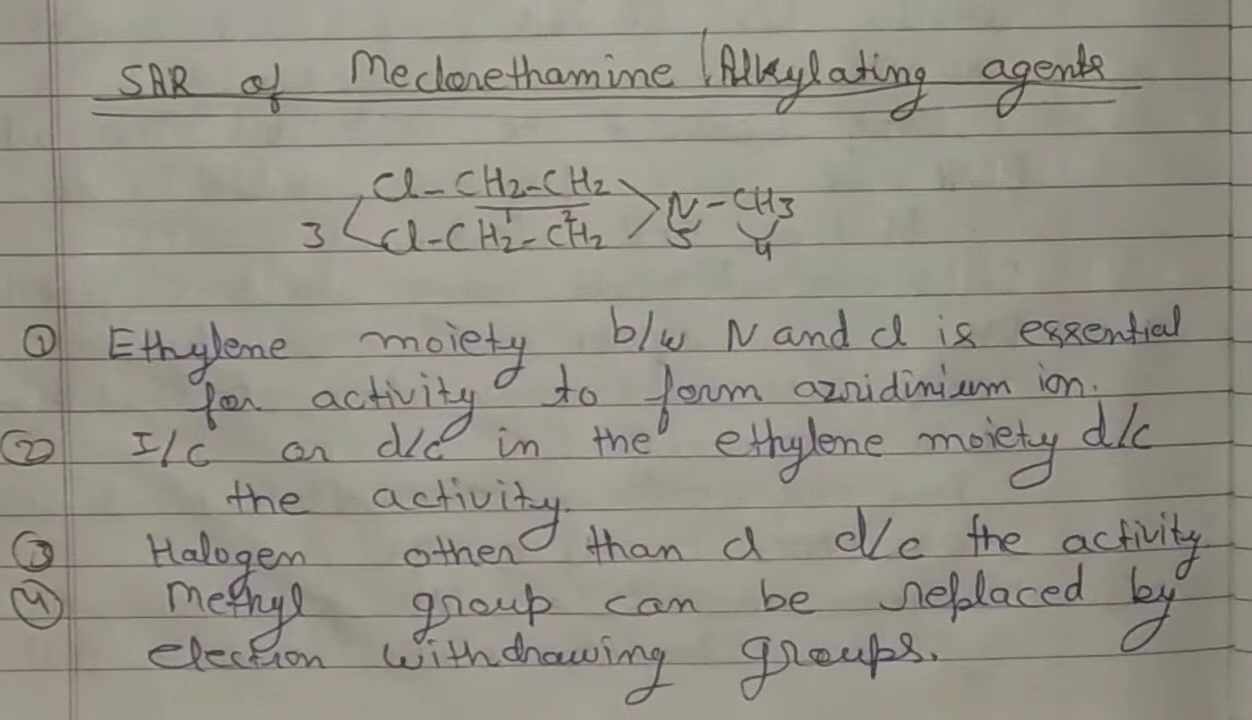 SAR of Meclorethamine /Alkylating agents
Cl-CH2-CH2
1 2
3 < > N - CH3
Cl-CH2-CH2 5 4
① Ethylene moiety b/w N and Cl is essential
for activity to form azridinium ion.
② I/c or d/c in the ethylene moiety d/c
the activity.
③ Halogen other than Cl d/c the activity
④ Methyl group can be replaced by
election withdrawing groups.